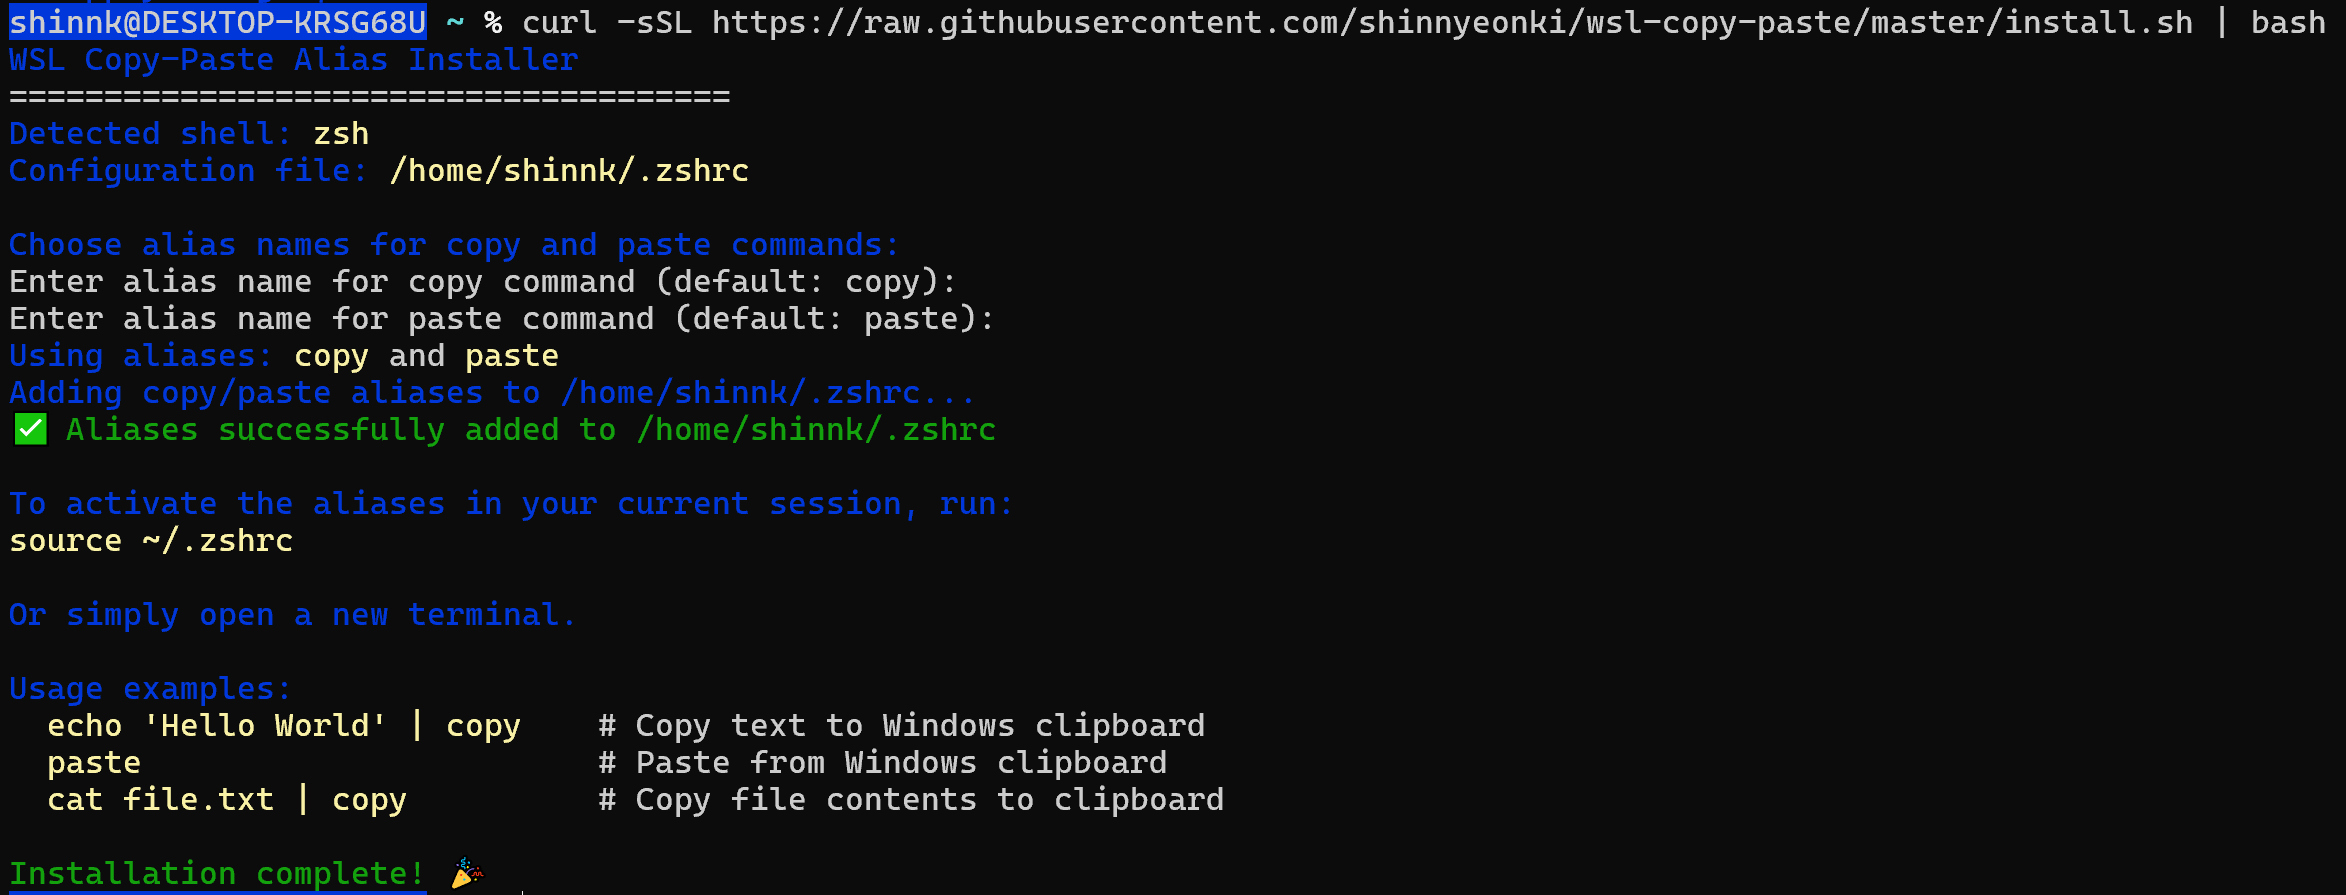 shinnk@DESKTOP-KRSG68U ~ % curl -sSL https://raw.githubusercontent.com/shinnyeonki/wsl-copy-paste/master/install.sh | bash
WSL Copy-Paste Alias Installer
======================================
Detected shell: zsh
Configuration file: /home/shinnk/.zshrc

Choose alias names for copy and paste commands:
Enter alias name for copy command (default: copy):
Enter alias name for paste command (default: paste):
Using aliases: copy and paste
Adding copy/paste aliases to /home/shinnk/.zshrc...
✅ Aliases successfully added to /home/shinnk/.zshrc

To activate the aliases in your current session, run:
source ~/.zshrc

Or simply open a new terminal.

Usage examples:
  echo 'Hello World' | copy    # Copy text to Windows clipboard
  paste                        # Paste from Windows clipboard
  cat file.txt | copy          # Copy file contents to clipboard

Installation complete! 🎉